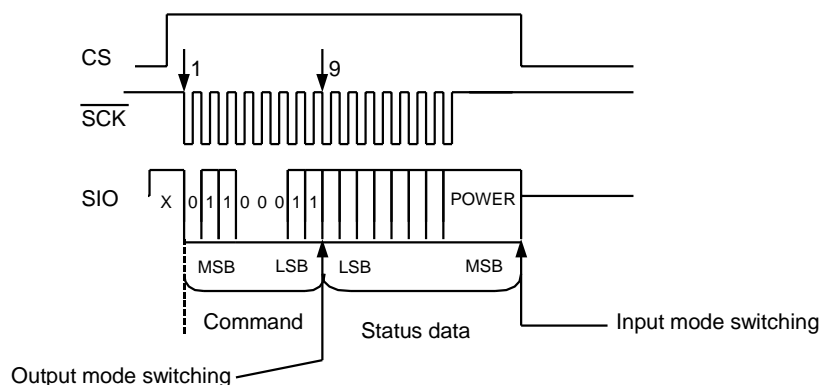 CS
1
9
SCK
SIO
X 0 1 1 0 0 0 1 1 POWER
MSB LSB LSB MSB
Command
Status data
Input mode switching
Output mode switching